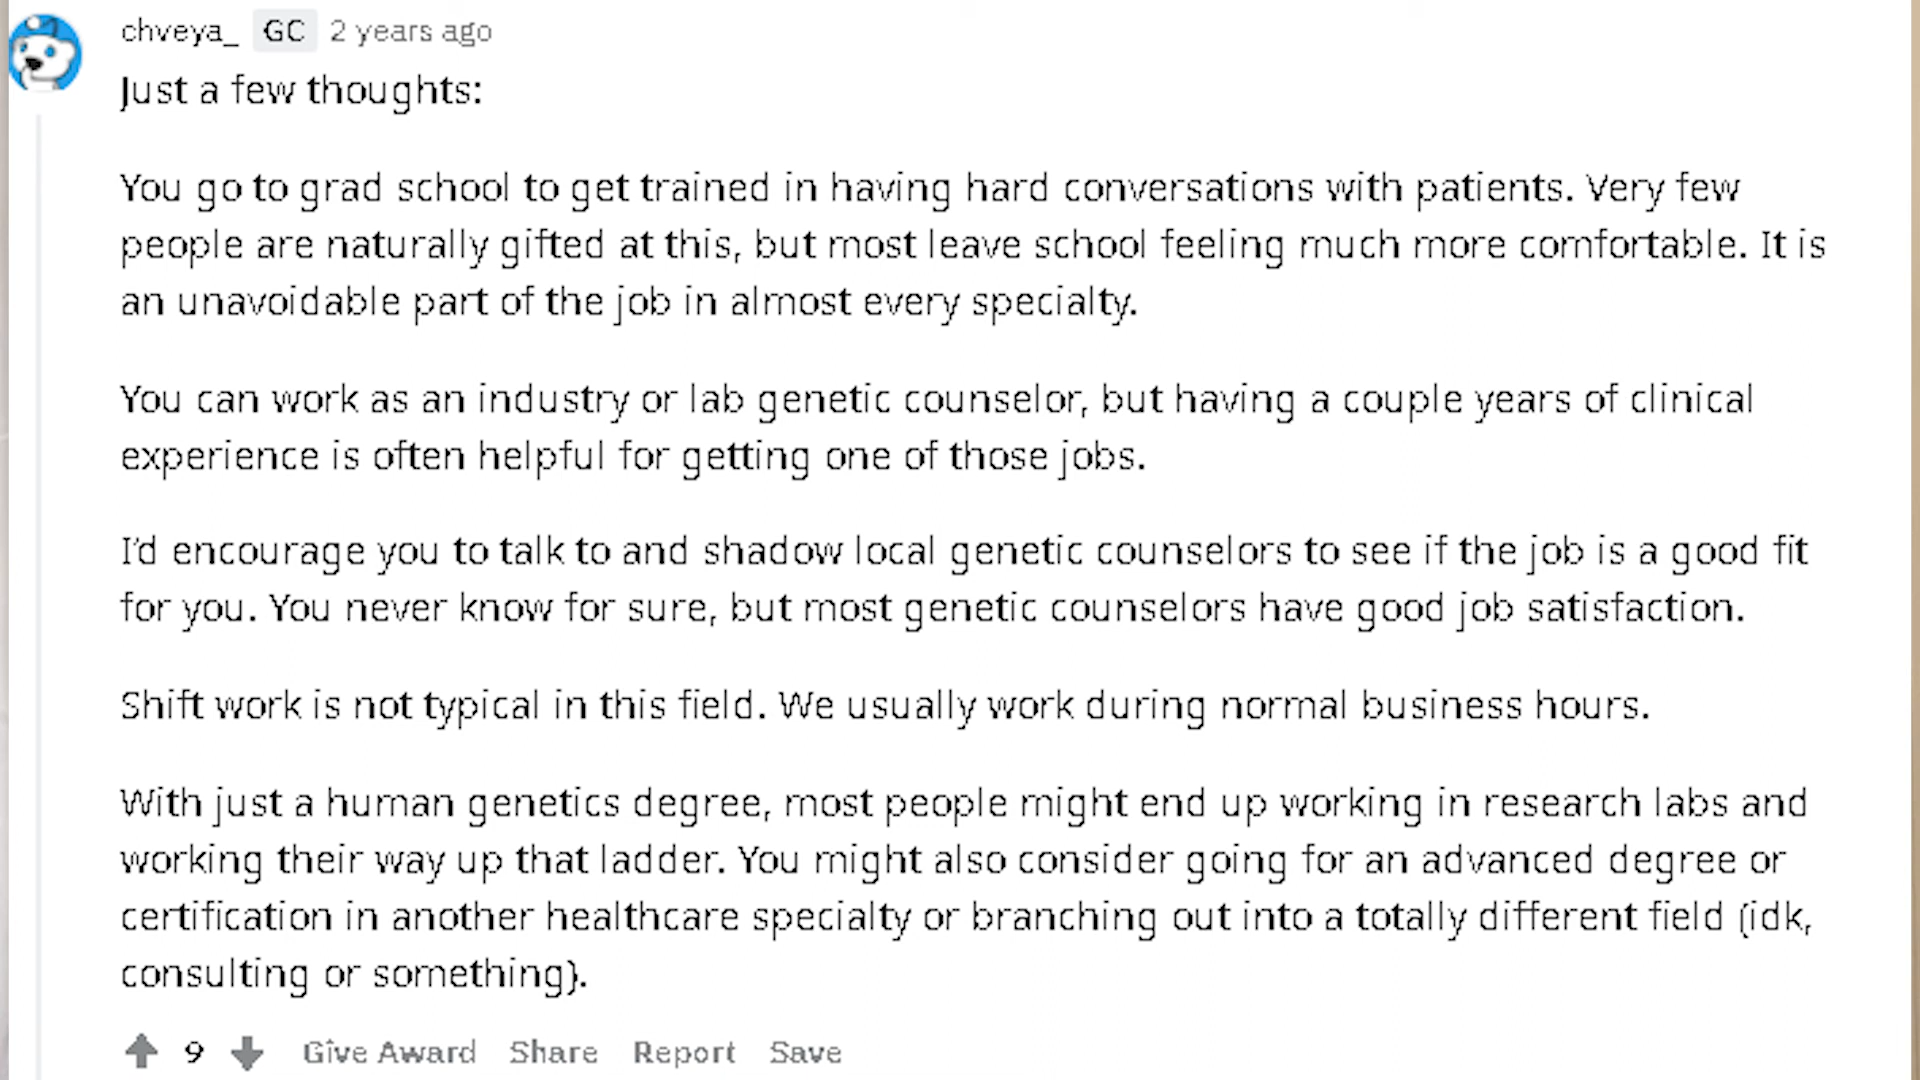 chveya_ GC 2 years ago
Just a few thoughts:
You go to grad school to get trained in having hard conversations with patients. Very few
people are naturally gifted at this, but most leave school feeling much more comfortable. It is
an unavoidable part of the job in almost every specialty.
You can work as an industry or lab genetic counselor, but having a couple years of clinical
experience is often helpful for getting one of those jobs.
I'd encourage you to talk to and shadow local genetic counselors to see if the job is a good fit
for you. You never know for sure, but most genetic counselors have good job satisfaction.
Shift work is not typical in this field. We usually work during normal business hours.
With just a human genetics degree, most people might end up working in research labs and
working their way up that ladder. You might also consider going for an advanced degree or
certification in another healthcare specialty or branching out into a totally different field (idk,
consulting or something).
9 Give Award Share Report Save